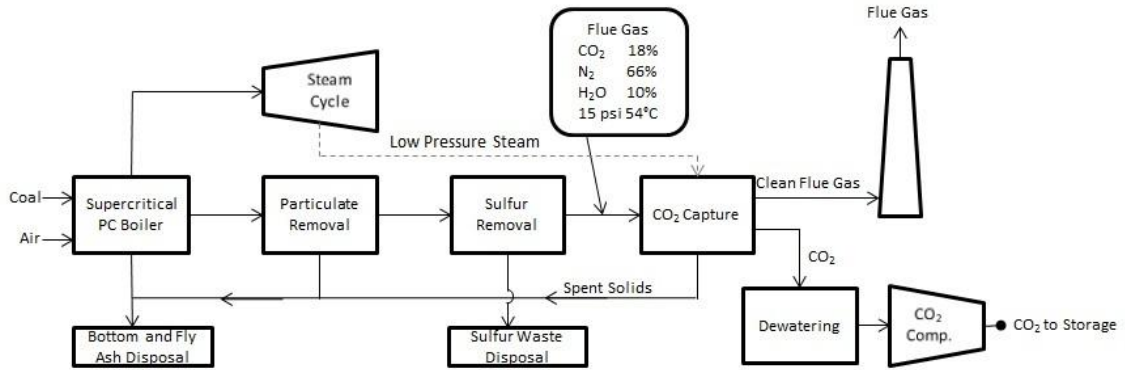 Flue Gas
Flue Gas
CO₂ 18%
N₂ 66%
H₂O 10%
15 psi 54°C
Steam
Cycle
Low Pressure Steam
Coal
Air
Supercritical
PC Boiler
Particulate
Removal
Sulfur
Removal
CO₂ Capture
Clean Flue Gas
CO₂
Spent Solids
Bottom and Fly
Ash Disposal
Sulfur Waste
Disposal
Dewatering
CO₂
Comp.
CO₂ to Storage